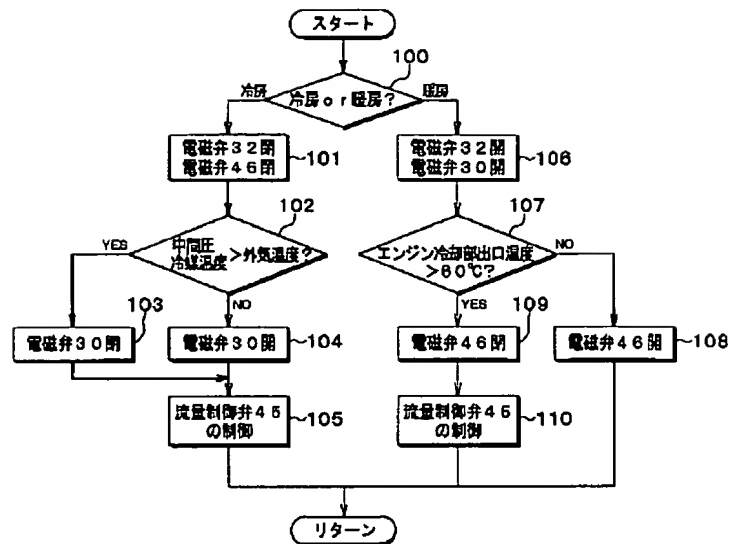 スタート
100
冷房
冷房or暖房?
暖房
電磁弁32閉
電磁弁46閉
101
電磁弁32開
電磁弁30閉
106
102
YES
中間圧
冷媒温度
>外気温度?
NO
107
エンジン冷却部出口温度
>60℃?
NO
YES
103
電磁弁30閉
電磁弁30開
104
109
電磁弁46閉
電磁弁46開
108
流量制御弁45
の制御
105
流量制御弁45
の制御
110
リターン